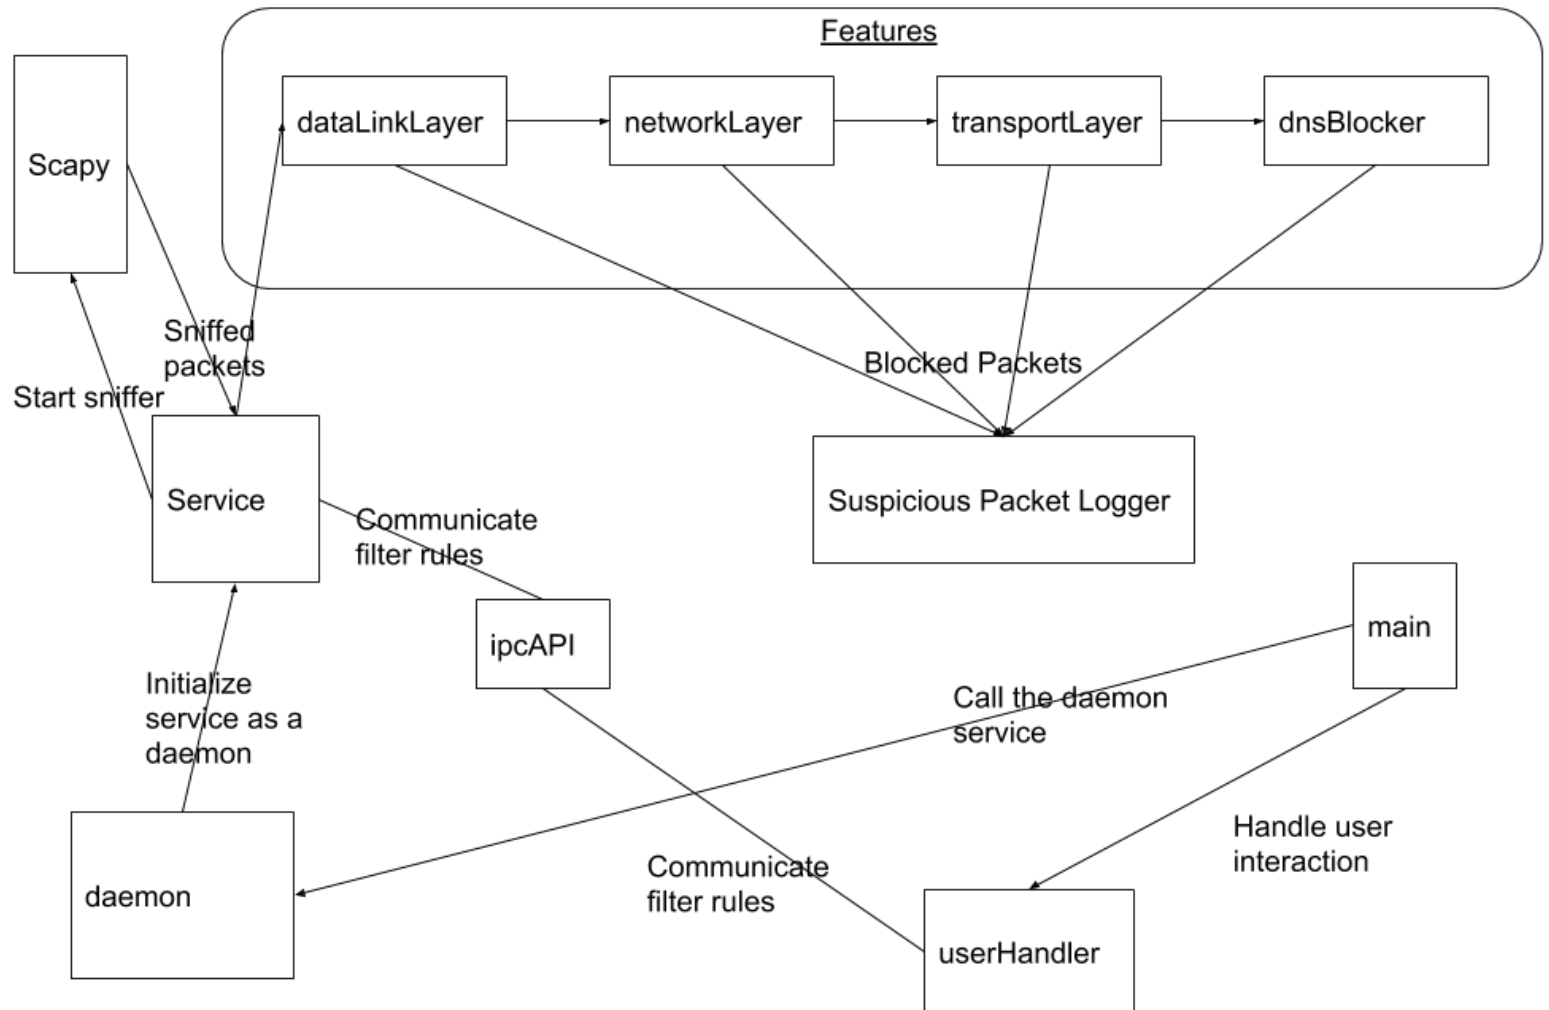 Features
dataLinkLayer
networkLayer
transportLayer
dnsBlocker
Scapy
Sniffed
packets
Start sniffer
Blocked Packets
Service
Suspicious Packet Logger
Communicate
filter rules
ipcAPI
main
Initialize
service as a
daemon
Call the daemon
service
Handle user
interaction
Communicate
filter rules
daemon
userHandler